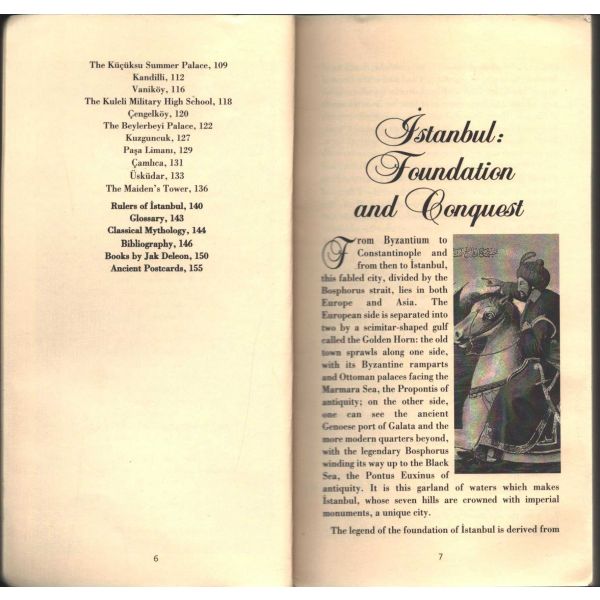 The Küçüksu Summer Palace, 109
Kandilli, 112
Vaniköy, 116
The Kuleli Military High School, 118
Çengelköy, 120
The Beylerbeyi Palace, 122
Kuzguncuk, 127
Paşa Limanı, 129
Çamlıca, 131
Üsküdar, 133
The Maiden's Tower, 136
Rulers of İstanbul, 140
Glossary, 143
Classical Mythology, 144
Bibliography, 146
Books by Jak Deleon, 150
Ancient Postcards, 155
6
İstanbul:
Foundation
and Conquest
From Byzantium to
Constantinople and
from then to İstanbul,
this fabled city, divided by the
Bosphorus strait, lies in both
Europe and Asia. The
European side is separated into
two by a scimitar-shaped gulf
called the Golden Horn: the old
town sprawls along one side,
with its Byzantine ramparts
and Ottoman palaces facing the
Marmara Sea, the Propontis of
antiquity; on the other side,
one can see the ancient
Genoese port of Galata and the
more modern quarters beyond,
with the legendary Bosphorus
winding its way up to the Black
Sea, the Pontus Euxinus of
antiquity. It is this garland of waters which makes
İstanbul, whose seven hills are crowned with imperial
monuments, a unique city.
The legend of the foundation of İstanbul is derived from
7